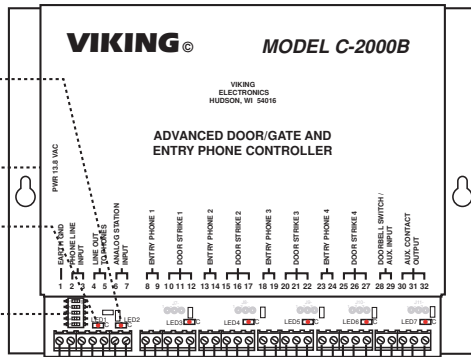 VIKING©
MODEL C-2000B
VIKING
ELECTRONICS
HUDSON, WI 54016
ADVANCED DOOR/GATE AND
ENTRY PHONE CONTROLLER
PWR 13.8 VAC
EARTH GND
PHONE LINE
INPUT
LINE OUT
TO PHONES
ANALOG STATION
INPUT
ENTRY PHONE 1
DOOR STRIKE 1
ENTRY PHONE 2
DOOR STRIKE 2
ENTRY PHONE 3
DOOR STRIKE 3
ENTRY PHONE 4
DOOR STRIKE 4
DOORBELL SWITCH /
AUX. INPUT
AUX. CONTACT
OUTPUT
1 2 3 4 5 6 7 8 9 10 11 12 13 14 15 16 17 18 19 20 21 22 23 24 25 26 27 28 29 30 31 32
LED1 LED2 LED3 LED4 LED5 LED6 LED7